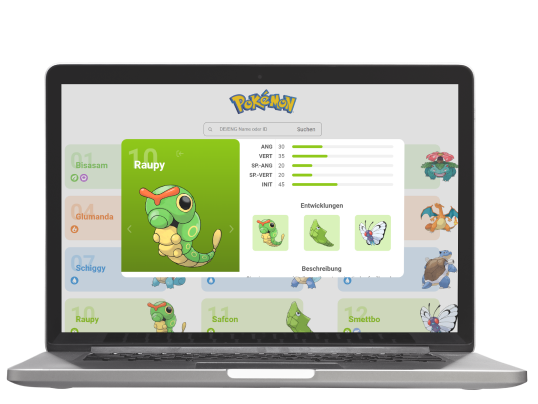 POKéMON
DE/ENG Name oder ID
Suchen
01
Bisasam
04
Glumanda
07
Schiggy
10
Raupy
ANG 30
VERT 35
SP.-ANG 20
SP.-VERT 20
INIT 45
Entwicklungen
Beschreibung
10
Raupy
11
Safcon
12
Smettbo